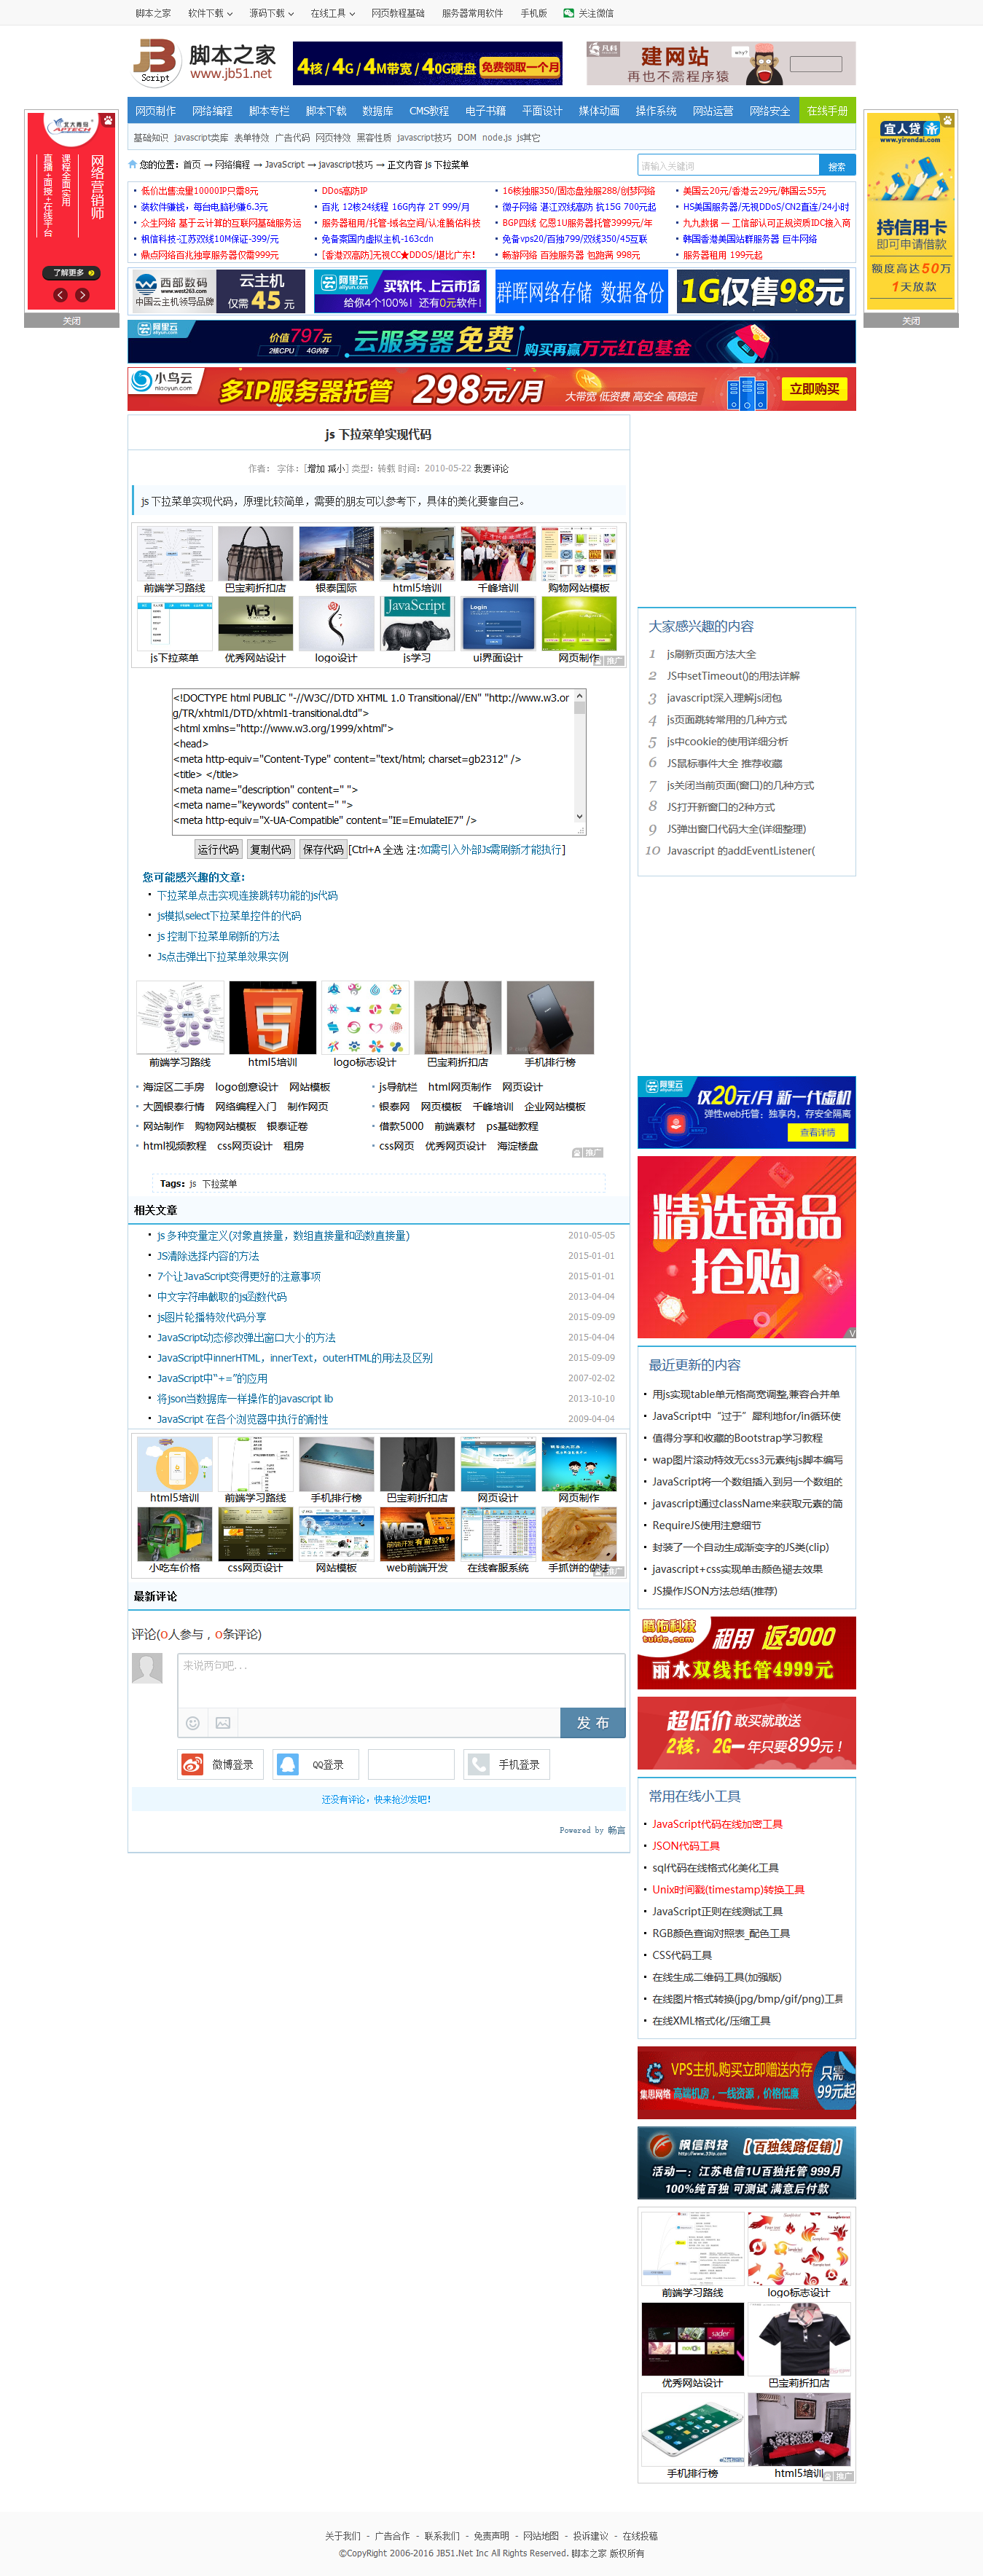 脚本之家 软件下载 源码下载 在线工具 网页教程基础 服务器常用软件 手机版 关注微信
脚本之家
www.jb51.net
Script
4核/4G/4M带宽/40G硬盘 免费领取一个月
凡科
建网站
再也不需程序猿
why?
网页制作 网络编程 脚本专栏 脚本下载 数据库 CMS教程 电子书籍 平面设计 媒体动画 操作系统 网站运营 网络安全 在线手册
基础知识 javascript类库 表单特效 广告代码 网页特效 黑客性质 javascript技巧 DOM node.js js其它
您的位置：首页 → 网络编程 → JavaScript → javascript技巧 → 正文内容 js 下拉菜单
请输入关键词 搜索
北大青鸟
APTECH
网络营销师
课程全面实用
直播+面授+在线平台
了解更多
关闭
宜人贷
yirendai.com
持信用卡
即可申请借款
额度高达50万
1天放款
关闭
低价出售流量10000IP只需8元 DDos高防IP 16核独服350/固态盘独服288/创梦网络 美国云20元/香港云29元/韩国云55元
装软件赚钱，每台电脑秒赚6.3元 百兆 12核24线程 16G内存 2T 999/月 微子网络 湛江双线高防 抗15G 700元起 HS美国服务器/无视DDoS/CN2直连/24小时
众生网络 基于云计算的互联网基础服务运 服务器租用/托管-域名空间/认准腾佑科技 BGP四线 亿恩1U服务器托管3999元/年 九九数据 — 工信部认可正规资质IDC接入商
帆信科技-江苏双线10M保证-399/元 免备案国内虚拟主机-163cdn 免备vps20/百独799/双线350/45互联 韩国香港美国站群服务器 巨牛网络
鼎点网络百兆独享服务器仅需999元 [香港双高防]无视CC★DDOS/堪比广东! 畅游网络 百独服务器 包跑满 998元 服务器租用 199元起
西部数码
www.west263.com
中国云主机领导品牌
云主机
仅需45元
阿里云
aliyun.com
买软件,上云市场
给你4个100%！还有0元软件!
群晖网络存储 数据备份
1G仅售98元
阿里云
aliyun.com
价值797元
2核CPU 4G内存
云服务器免费
购买再赢万元红包基金
小鸟云
niaoyun.com
多IP服务器托管 298元/月
大带宽 低资费 高安全 高稳定
立即购买
js 下拉菜单实现代码
作者： 字体：[增加 减小] 类型：转载 时间：2010-05-22 我要评论
js 下拉菜单实现代码，原理比较简单，需要的朋友可以参考下，具体的美化要靠自己。
前端学习路线 巴宝莉折扣店 银泰国际 html5培训 千峰培训 购物网站模板
WEB
JavaScript
Login
js下拉菜单 优秀网站设计 logo设计 js学习 ui界面设计 网页制作
推广
<!DOCTYPE html PUBLIC "-//W3C//DTD XHTML 1.0 Transitional//EN" "http://www.w3.or
g/TR/xhtml1/DTD/xhtml1-transitional.dtd">
<html xmlns="http://www.w3.org/1999/xhtml">
<head>
<meta http-equiv="Content-Type" content="text/html; charset=gb2312" />
<title> </title>
<meta name="description" content=" ">
<meta name="keywords" content=" ">
<meta http-equiv="X-UA-Compatible" content="IE=EmulateIE7" />
运行代码 复制代码 保存代码 [Ctrl+A 全选 注:如需引入外部Js需刷新才能执行]
您可能感兴趣的文章:
下拉菜单点击实现连接跳转功能的js代码
js模拟select下拉菜单控件的代码
js 控制下拉菜单刷新的方法
Js点击弹出下拉菜单效果实例
前端学习路线 html5培训 logo标志设计 巴宝莉折扣店 手机排行榜
海淀区二手房 logo创意设计 网站模板 js导航栏 html网页制作 网页设计
大圆银泰行情 网络编程入门 制作网页 银泰网 网页模板 千峰培训 企业网站模板
网站制作 购物网站模板 银泰证卷 借款5000 前端素材 ps基础教程
html视频教程 css网页设计 租房 css网页 优秀网页设计 海淀楼盘
推广
Tags: js 下拉菜单
相关文章
js 多种变量定义(对象直接量，数组直接量和函数直接量) 2010-05-05
JS清除选择内容的方法 2015-01-01
7个让JavaScript变得更好的注意事项 2015-01-01
中文字符串截取的js函数代码 2013-04-04
js图片轮播特效代码分享 2015-09-09
JavaScript动态修改弹出窗口大小的方法 2015-04-04
JavaScript中innerHTML，innerText，outerHTML的用法及区别 2015-09-09
JavaScript中“+=”的应用 2007-02-02
将json当数据库一样操作的javascript lib 2013-10-10
JavaScript 在各个浏览器中执行的耐性 2009-04-04
html5培训 前端学习路线 手机排行榜 巴宝莉折扣店 网页设计 网页制作
小吃车价格 css网页设计 网站模板 web前端开发 在线客服系统 手抓饼的做法
最新评论
评论(0人参与，0条评论)
来说两句吧...
发布
微博登录 QQ登录 手机登录
还没有评论，快来抢沙发吧！
Powered by 畅言
大家感兴趣的内容
1 js刷新页面方法大全
2 JS中setTimeout()的用法详解
3 javascript深入理解js闭包
4 js页面跳转常用的几种方式
5 js中cookie的使用详细分析
6 JS鼠标事件大全 推荐收藏
7 js关闭当前页面(窗口)的几种方式
8 JS打开新窗口的2种方式
9 JS弹出窗口代码大全(详细整理)
10 Javascript 的addEventListener(
阿里云
aliyun.com
仅20元/月 新一代虚机
弹性web托管：独享内，存安全隔离
查看详情
精选商品
抢购
最近更新的内容
用js实现table单元格高宽调整,兼容合并单
JavaScript中“过于”犀利地for/in循环使
值得分享和收藏的Bootstrap学习教程
wap图片滚动特效无css3元素纯js脚本编写
JavaScript将一个数组插入到另一个数组的
javascript通过className来获取元素的简
RequireJS使用注意细节
封装了一个自动生成渐变字的JS类(clip)
javascript+css实现单击颜色褪去效果
JS操作JSON方法总结(推荐)
腾佑科技
tuidc.com
租用 返3000
丽水双线托管4999元
超低价 敢买就敢送
2核，2G-年只要899元！
常用在线小工具
JavaScript代码在线加密工具
JSON代码工具
sql代码在线格式化美化工具
Unix时间戳(timestamp)转换工具
JavaScript正则在线测试工具
RGB颜色查询对照表_配色工具
CSS代码工具
在线生成二维码工具(加强版)
在线图片格式转换(jpg/bmp/gif/png)工具
在线XML格式化/压缩工具
集思网络
VPS主机,购买立即赠送内存
高端机房，一线资源，价格低廉
只需
99元起
帆信科技
【百独线路促销】
活动一：江苏电信1U百独托管 999月
100%纯百独 可测试 满意后付款
前端学习路线 logo标志设计
优秀网站设计 巴宝莉折扣店
手机排行榜 html5培训
推广
关于我们 - 广告合作 - 联系我们 - 免责声明 - 网站地图 - 投诉建议 - 在线投稿
©CopyRight 2006-2016 JB51.Net Inc All Rights Reserved. 脚本之家 版权所有